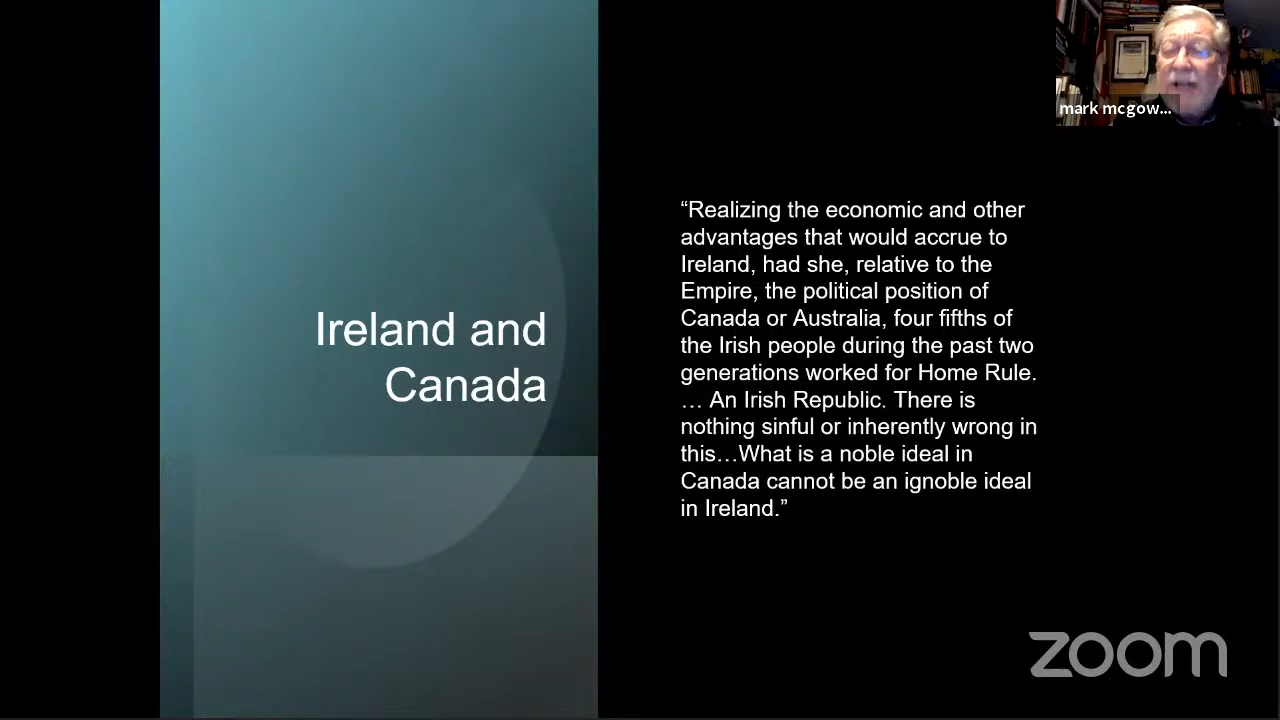 mark mcgow...
Ireland and
Canada
“Realizing the economic and other
advantages that would accrue to
Ireland, had she, relative to the
Empire, the political position of
Canada or Australia, four fifths of
the Irish people during the past two
generations worked for Home Rule.
… An Irish Republic. There is
nothing sinful or inherently wrong in
this…What is a noble ideal in
Canada cannot be an ignoble ideal
in Ireland.”
zoom